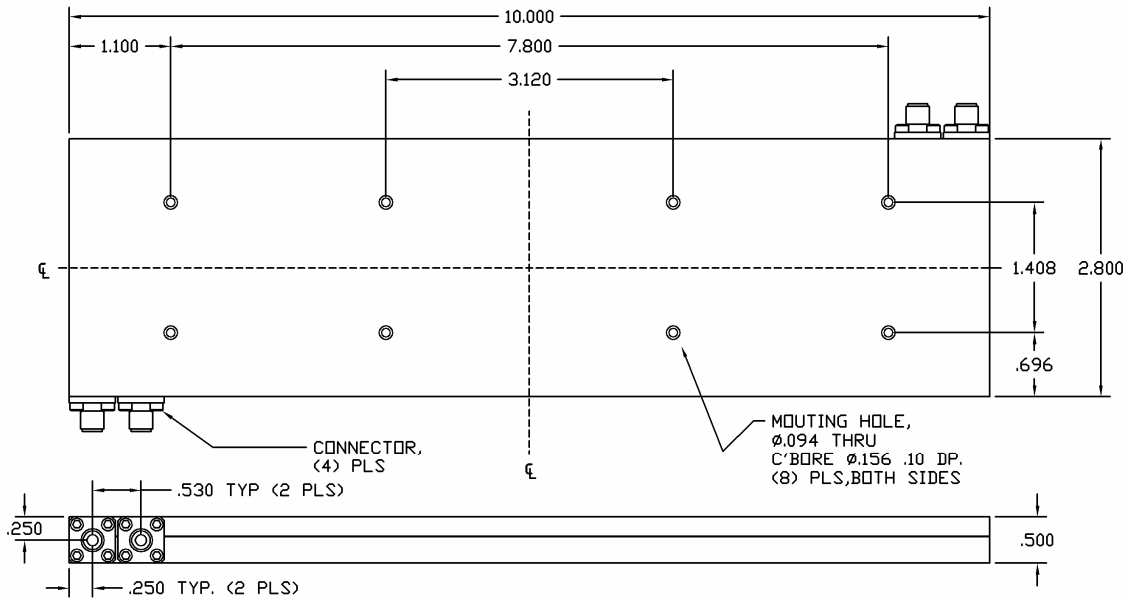 10.000
1.100
7.800
3.120
℄
1.408
2.800
.696
MOUTING HOLE,
Ø.094 THRU
C'BORE Ø.156 .10 DP.
(8) PLS,BOTH SIDES
CONNECTOR,
(4) PLS
℄
.530 TYP (2 PLS)
.250
.500
.250 TYP. (2 PLS)